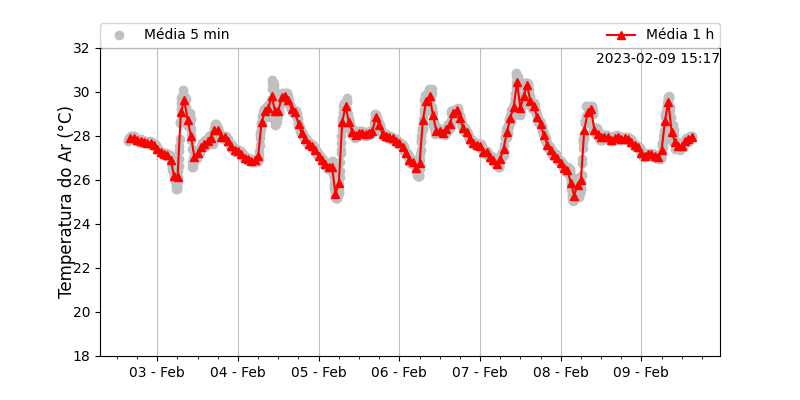 Média 5 min
Média 1 h
2023-02-09 15:17
Temperatura do Ar (°C)
32
30
28
26
24
22
20
18
03 - Feb
04 - Feb
05 - Feb
06 - Feb
07 - Feb
08 - Feb
09 - Feb